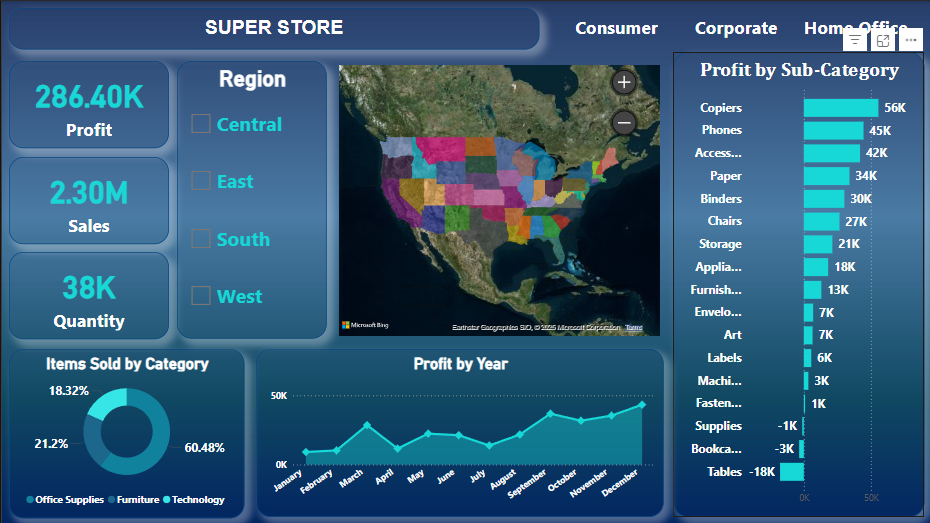 SUPER STORE
Consumer Corporate Home Office
286.40K
Profit
2.30M
Sales
38K
Quantity
Region
Central
East
South
West
Microsoft Bing
Earthstar Geographics SIO, © 2025 Microsoft Corporation Terms
Profit by Sub-Category
Copiers 56K
Phones 45K
Access... 42K
Paper 34K
Binders 30K
Chairs 27K
Storage 21K
Applia... 18K
Furnish... 13K
Envelo... 7K
Art 7K
Labels 6K
Machi... 3K
Fasten... 1K
Supplies -1K
Bookca... -3K
Tables -18K
0K 50K
Items Sold by Category
18.32%
21.2%
60.48%
Office Supplies Furniture Technology
Profit by Year
50K
0K
January February March April May June July August September October November December